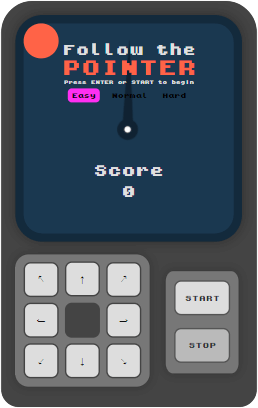 Follow the
POINTER
Press ENTER or START to begin
Easy Normal Hard
Score
0
↖ ↑ ↗
← →
↙ ↓ ↘
START
STOP